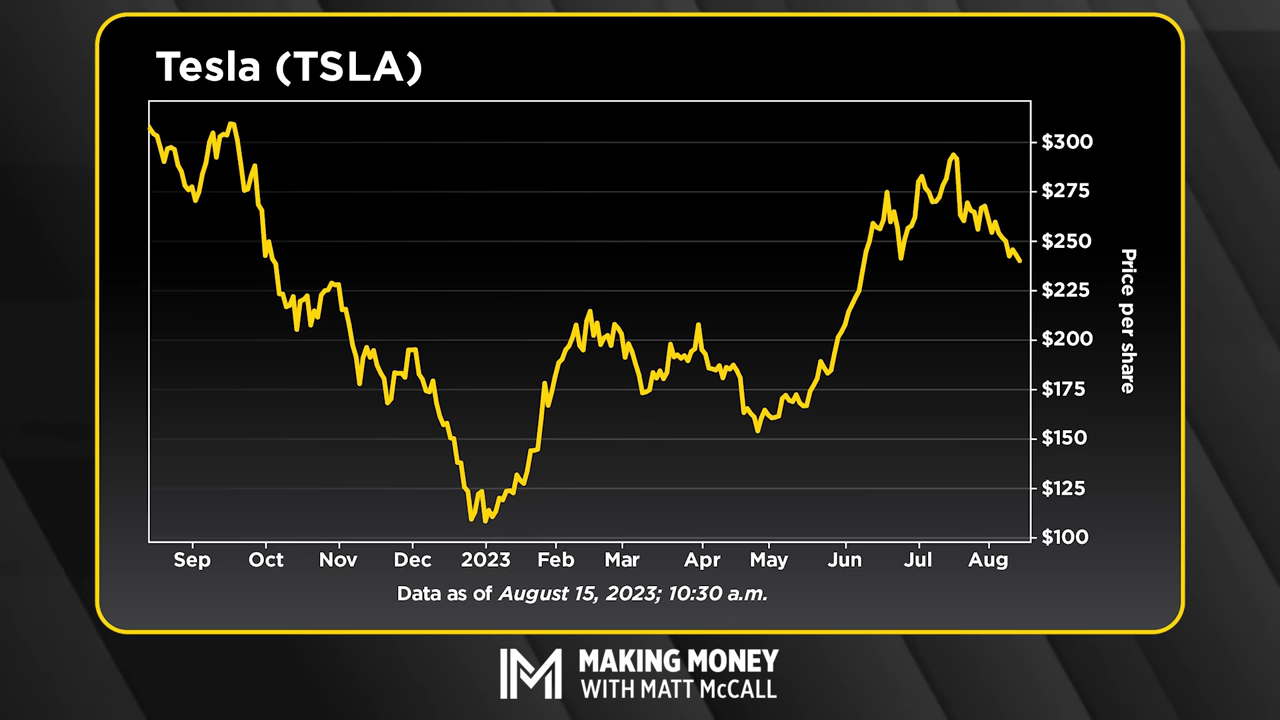 Tesla (TSLA)
$300
$275
$250
$225
$200
$175
$150
$125
$100
Price per share
Sep Oct Nov Dec 2023 Feb Mar Apr May Jun Jul Aug
Data as of August 15, 2023; 10:30 a.m.
MAKING MONEY
WITH MATT McCALL